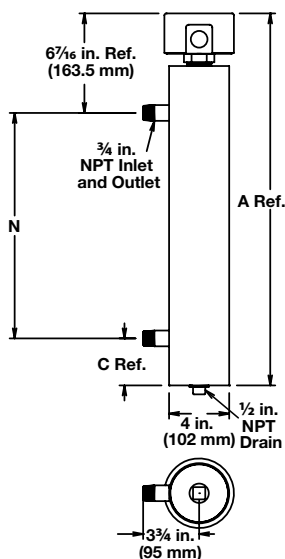 6⁷⁄₁₆ in. Ref.
(163.5 mm)
¾ in.
NPT Inlet
and Outlet
A Ref.
N
C Ref.
4 in.
(102 mm)
½ in.
NPT
Drain
3¾ in.
(95 mm)